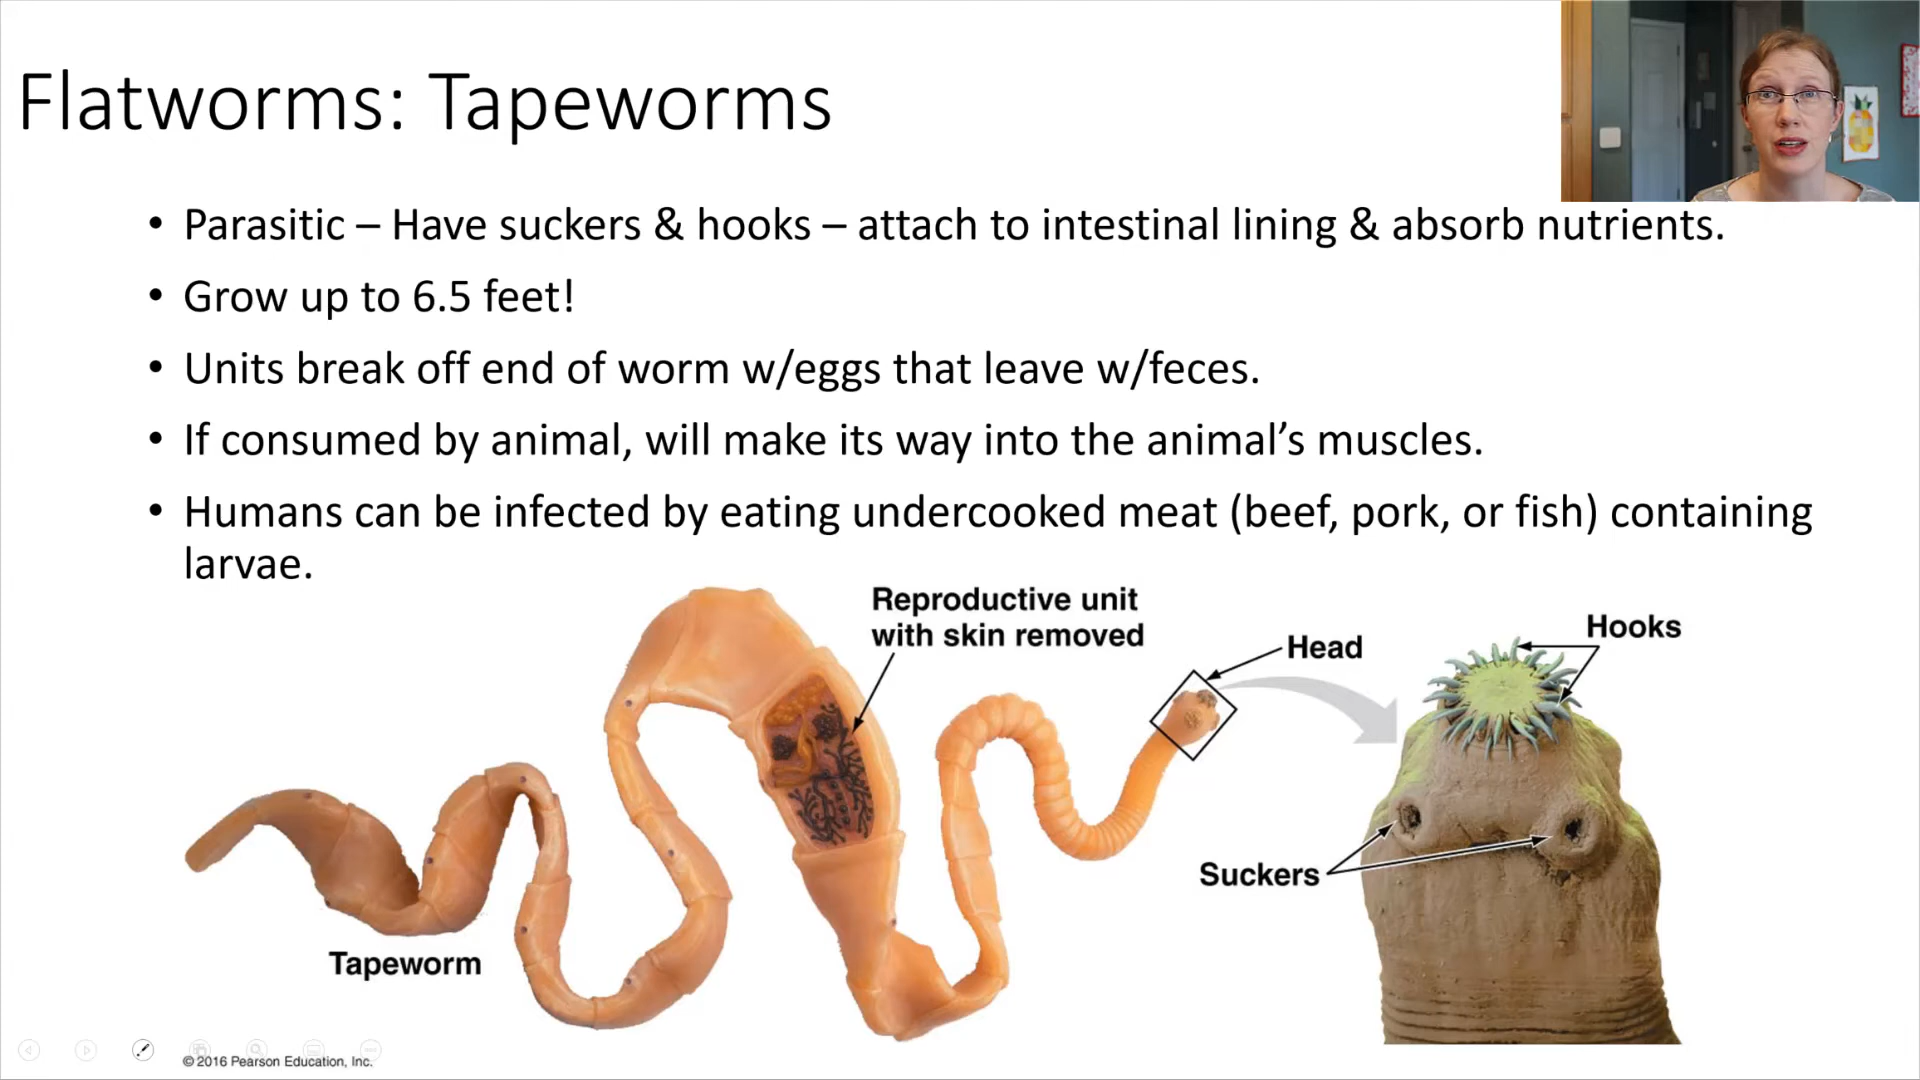 Flatworms: Tapeworms
• Parasitic – Have suckers & hooks – attach to intestinal lining & absorb nutrients.
• Grow up to 6.5 feet!
• Units break off end of worm w/eggs that leave w/feces.
• If consumed by animal, will make its way into the animal’s muscles.
• Humans can be infected by eating undercooked meat (beef, pork, or fish) containing
larvae.
Reproductive unit
with skin removed
Head
Hooks
Suckers
Tapeworm
© 2016 Pearson Education, Inc.